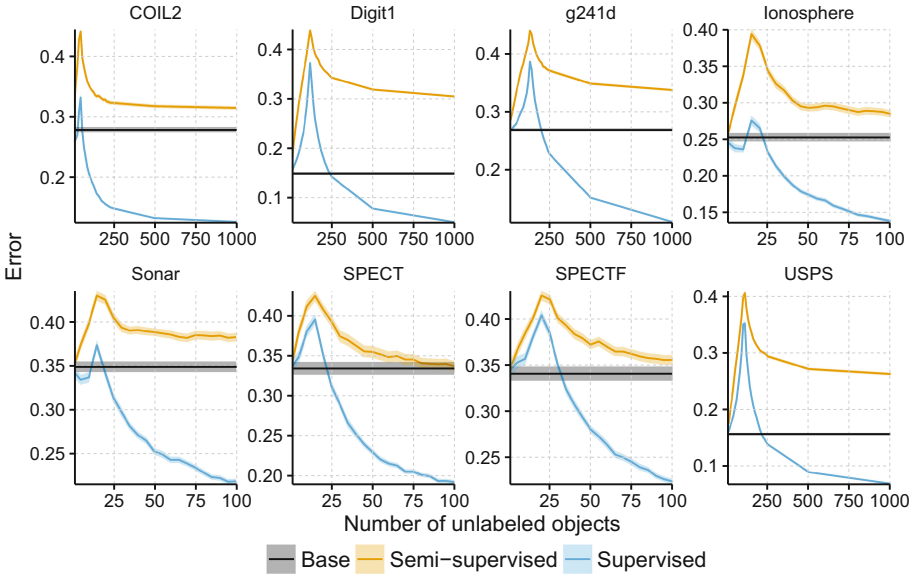 COIL2 Digit1 g241d Ionosphere
0.4 0.3 0.2
0.4 0.3 0.2 0.1
0.4 0.3 0.2
0.40 0.35 0.30 0.25 0.20 0.15
250 500 750 1000 250 500 750 1000 250 500 750 1000 25 50 75 100
Error
Sonar SPECT SPECTF USPS
0.40 0.35 0.30 0.25
0.40 0.35 0.30 0.25 0.20
0.40 0.35 0.30 0.25
0.4 0.3 0.2 0.1
25 50 75 100 25 50 75 100 25 50 75 100 250 500 750 1000
Number of unlabeled objects
Base Semi−supervised Supervised